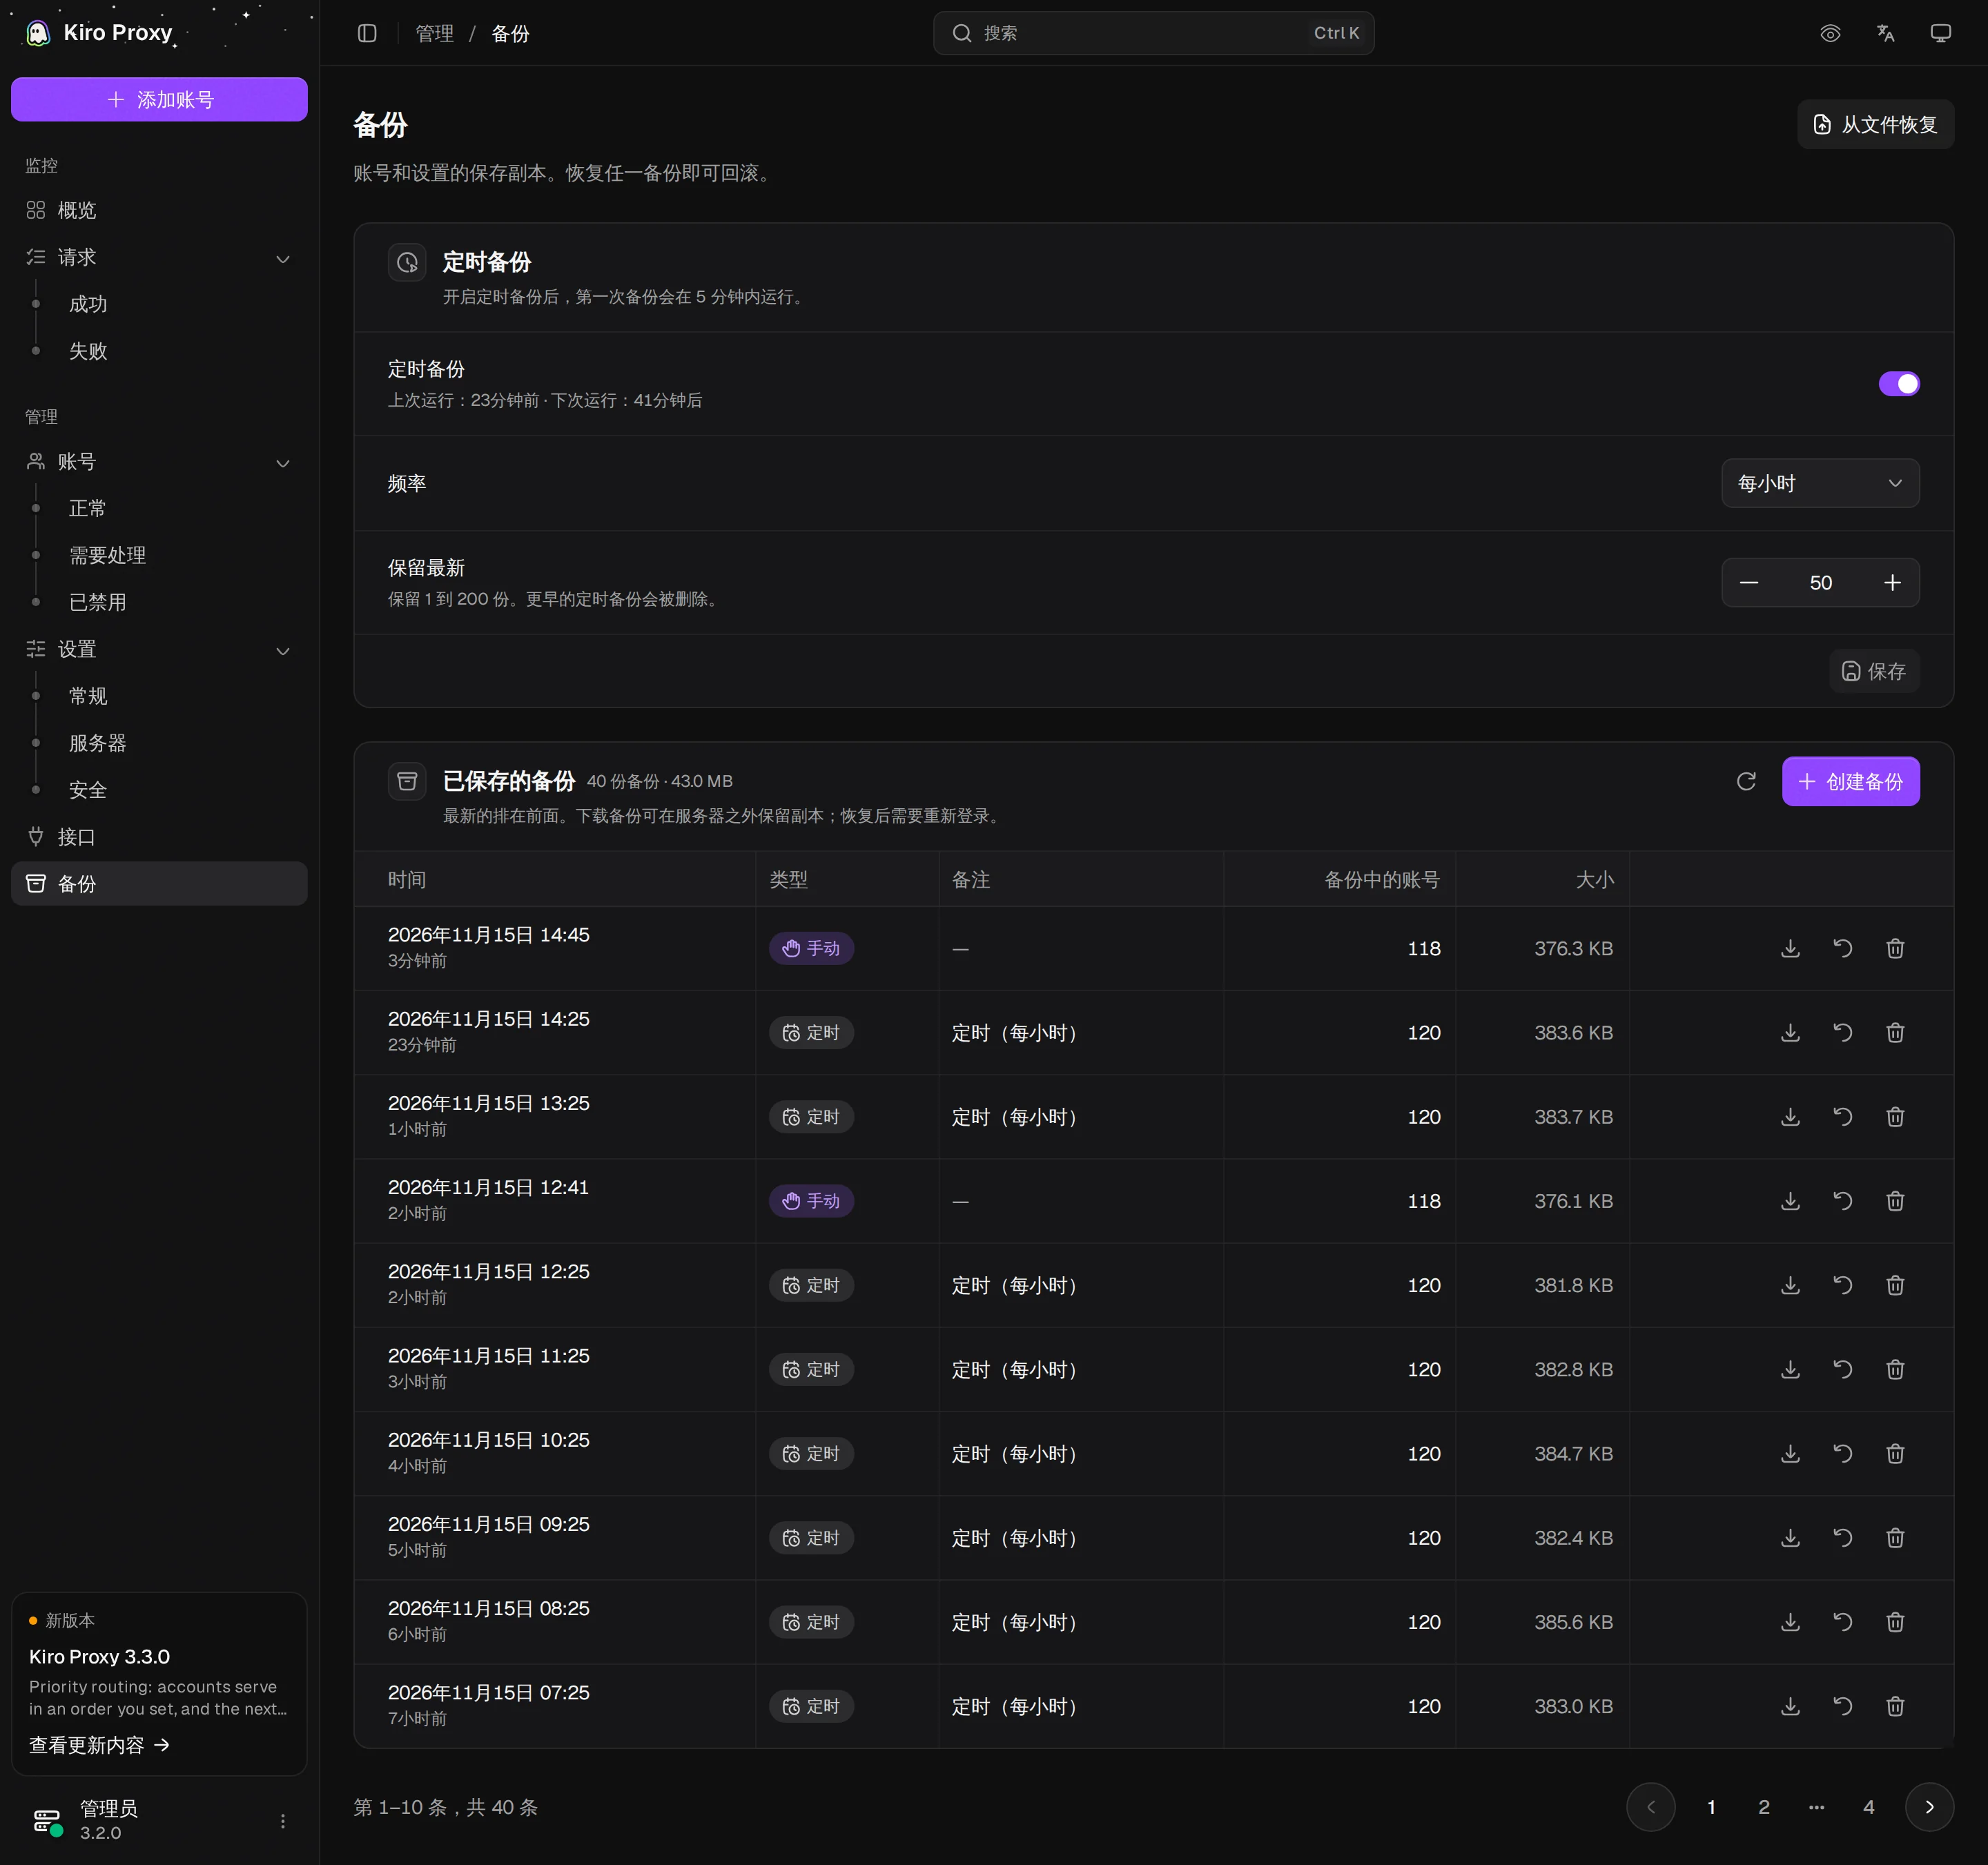 Kiro Proxy
添加账号
监控
概览
请求
成功
失败
管理
账号
正常
需要处理
已禁用
设置
常规
服务器
安全
接口
备份
新版本
Kiro Proxy 3.3.0
Priority routing: accounts serve
in an order you set, and the next...
查看更新内容
管理员
3.2.0
管理 / 备份
搜索 Ctrl K
备份
从文件恢复
账号和设置的保存副本。恢复任一备份即可回滚。
定时备份
开启定时备份后，第一次备份会在 5 分钟内运行。
定时备份
上次运行：23分钟前 · 下次运行：41分钟后
频率
每小时
保留最新
保留 1 到 200 份。更早的定时备份会被删除。
50
保存
已保存的备份 40 份备份 · 43.0 MB
最新的排在前面。下载备份可在服务器之外保留副本；恢复后需要重新登录。
创建备份
时间 类型 备注 备份中的账号 大小
2026年11月15日 14:45
3分钟前
手动 — 118 376.3 KB
2026年11月15日 14:25
23分钟前
定时 定时（每小时） 120 383.6 KB
2026年11月15日 13:25
1小时前
定时 定时（每小时） 120 383.7 KB
2026年11月15日 12:41
2小时前
手动 — 118 376.1 KB
2026年11月15日 12:25
2小时前
定时 定时（每小时） 120 381.8 KB
2026年11月15日 11:25
3小时前
定时 定时（每小时） 120 382.8 KB
2026年11月15日 10:25
4小时前
定时 定时（每小时） 120 384.7 KB
2026年11月15日 09:25
5小时前
定时 定时（每小时） 120 382.4 KB
2026年11月15日 08:25
6小时前
定时 定时（每小时） 120 385.6 KB
2026年11月15日 07:25
7小时前
定时 定时（每小时） 120 383.0 KB
第 1–10 条，共 40 条
1 2 ••• 4